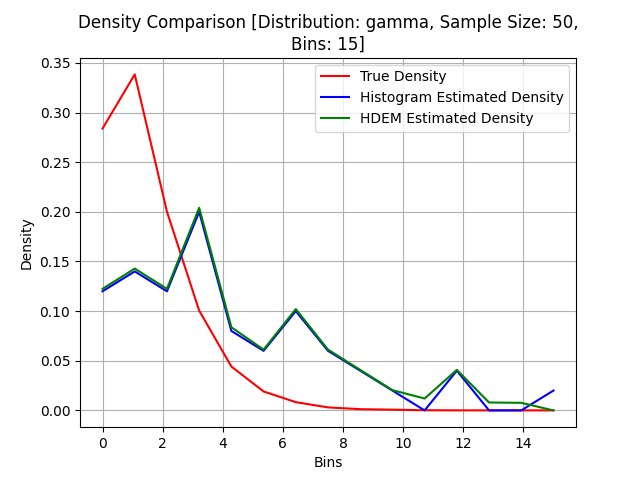 Density Comparison [Distribution: gamma, Sample Size: 50,
Bins: 15]
True Density
Histogram Estimated Density
HDEM Estimated Density
Density
0.35
0.30
0.25
0.20
0.15
0.10
0.05
0.00
0 2 4 6 8 10 12 14
Bins